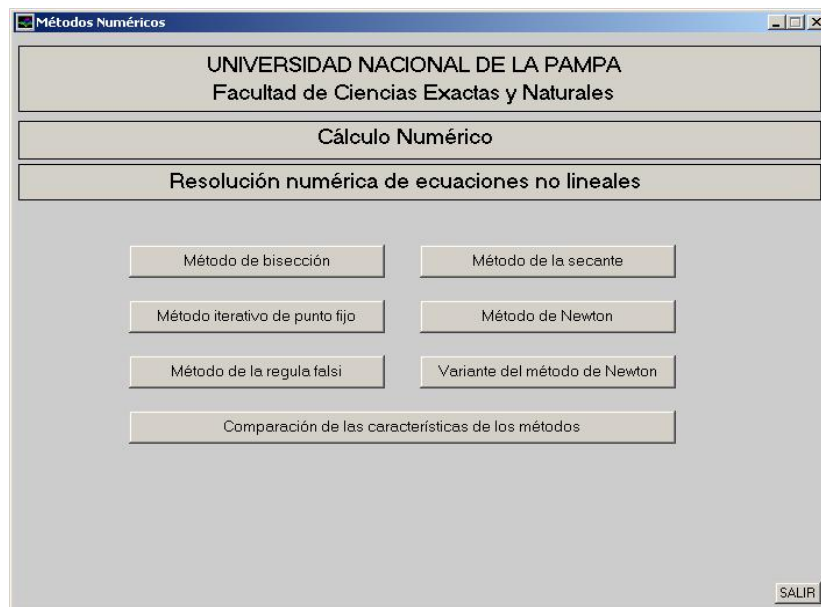 Métodos Numéricos
UNIVERSIDAD NACIONAL DE LA PAMPA
Facultad de Ciencias Exactas y Naturales
Cálculo Numérico
Resolución numérica de ecuaciones no lineales
Método de bisección
Método de la secante
Método iterativo de punto fijo
Método de Newton
Método de la regula falsi
Variante del método de Newton
Comparación de las características de los métodos
SALIR